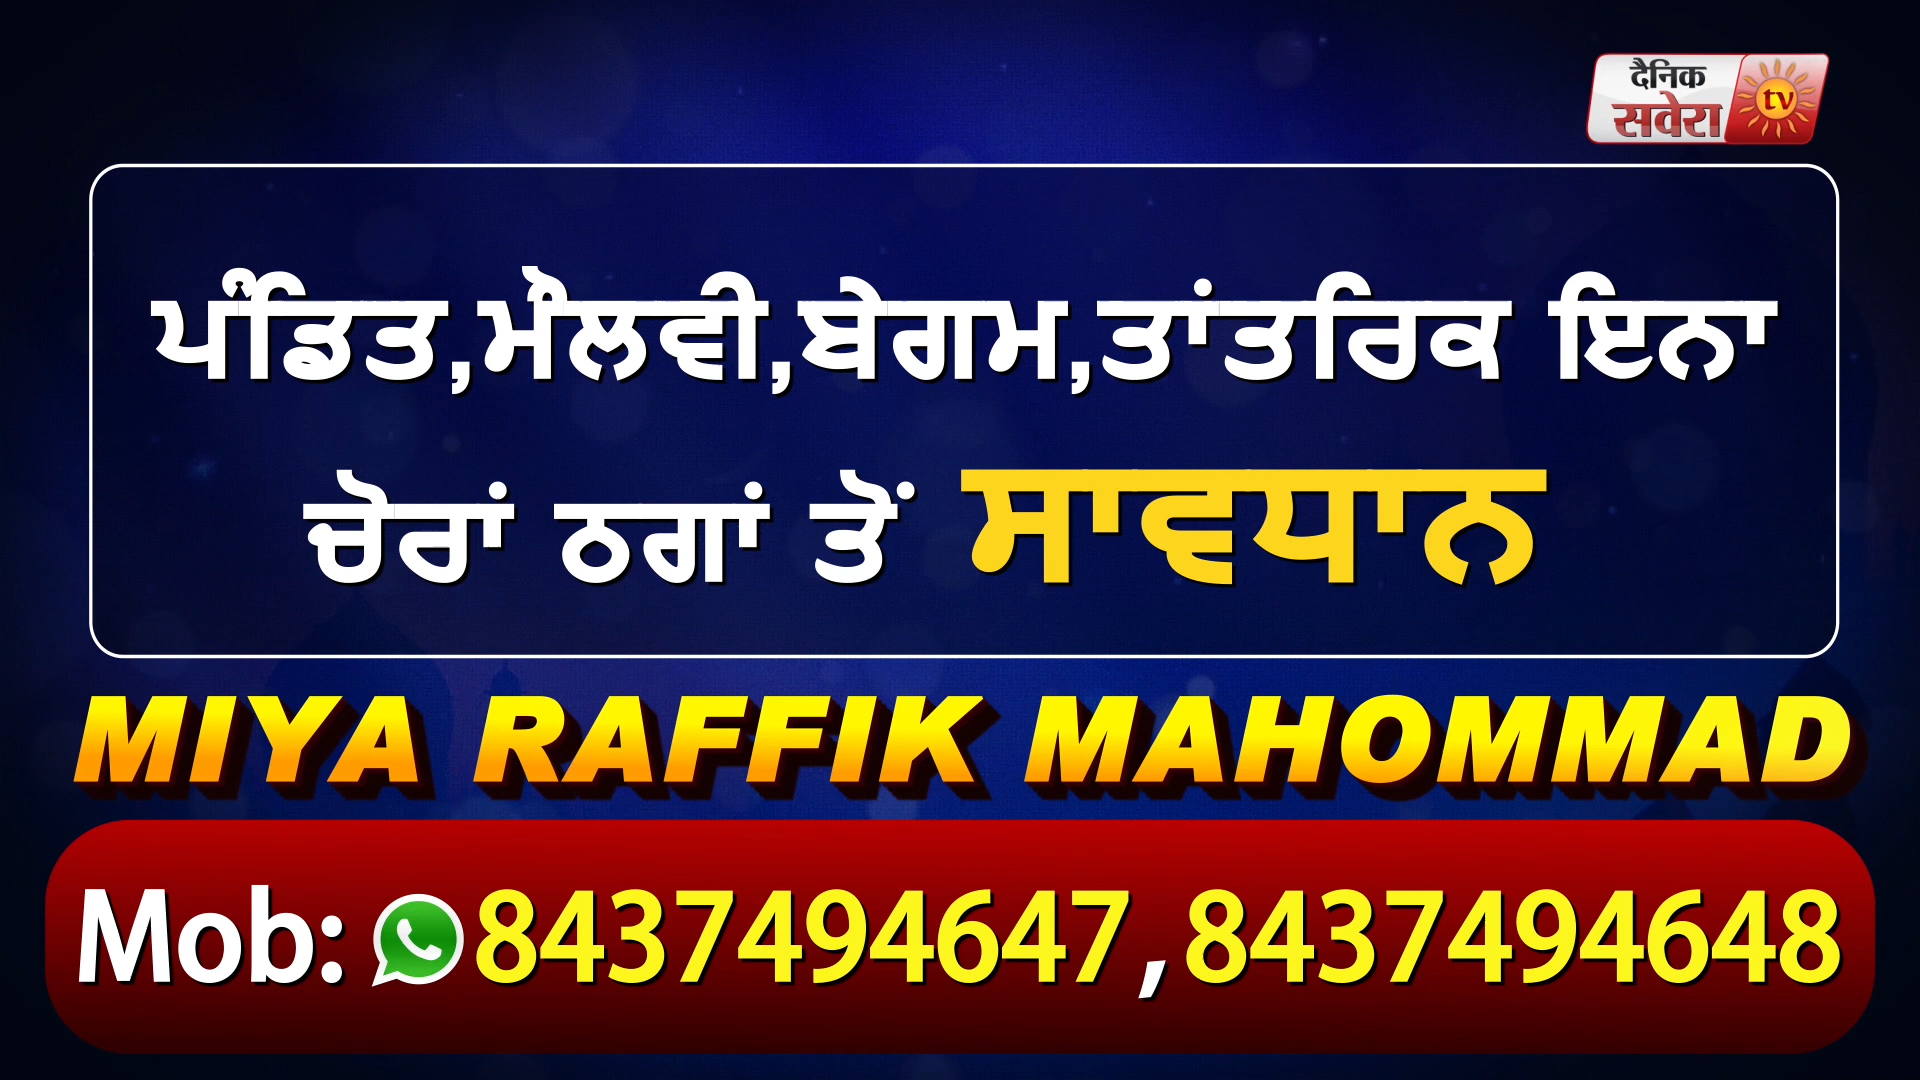 दैनिक
सवेरा tv
ਪੰਡਿਤ,ਮੌਲਵੀ,ਬੇਗਮ,ਤਾਂਤਰਿਕ ਇਨਾ
ਚੋਰਾਂ ਠਗਾਂ ਤੋਂ ਸਾਵਧਾਨ
MIYA RAFFIK MAHOMMAD
Mob: 8437494647, 8437494648